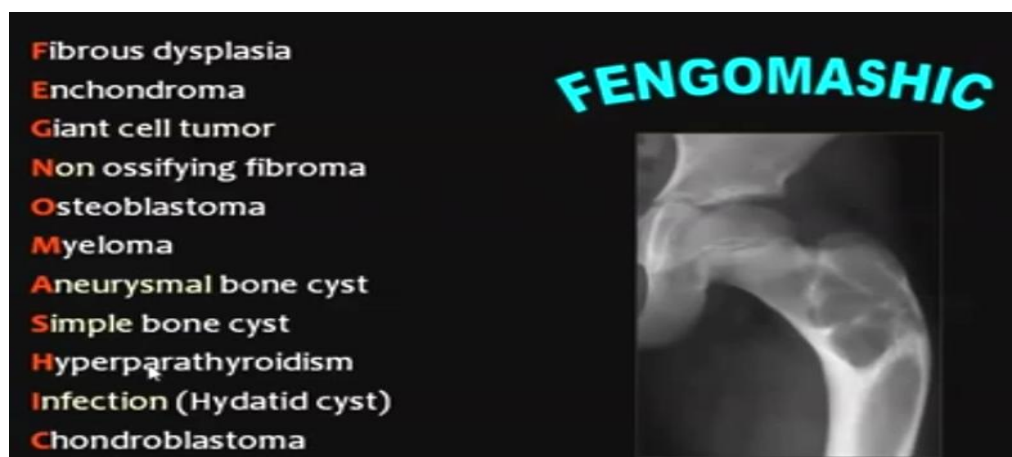 Fibrous dysplasia
Enchondroma
Giant cell tumor
Non ossifying fibroma
Osteoblastoma
Myeloma
Aneurysmal bone cyst
Simple bone cyst
Hyperparathyroidism
Infection (Hydatid cyst)
Chondroblastoma
FENGOMASHIC